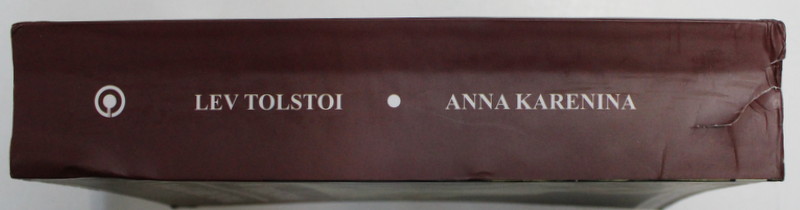 LEV TOLSTOI • ANNA KARENINA